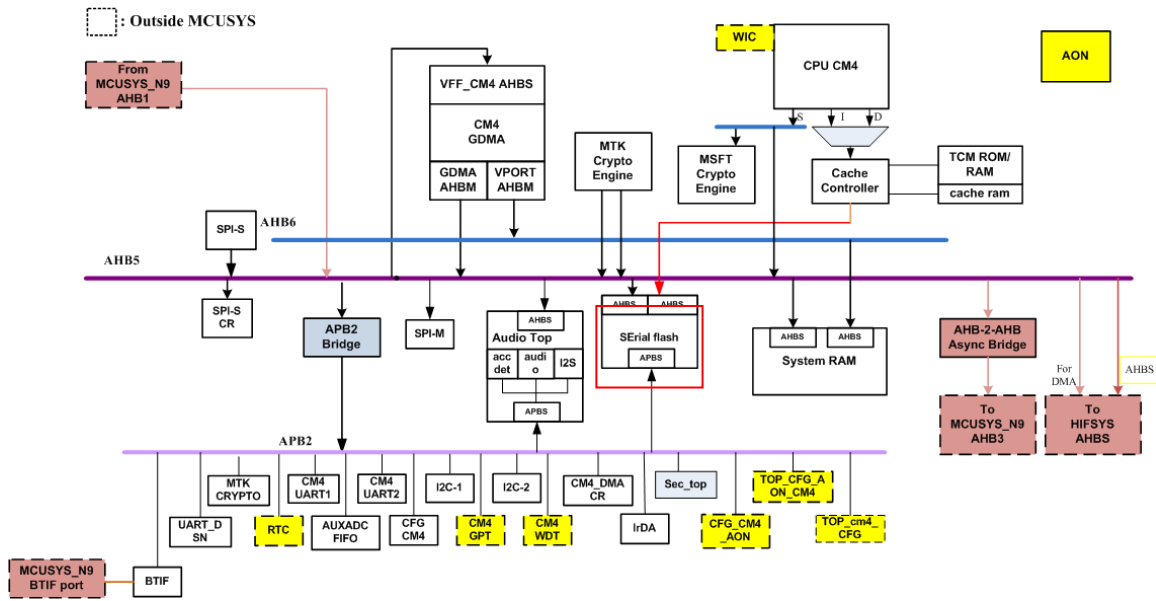 : Outside MCUSYS
WIC
CPU CM4
AON
From
MCUSYS_N9
AHB1
VFF_CM4 AHBS
CM4
GDMA
GDMA
AHBM
VPORT
AHBM
MTK
Crypto
Engine
S
I
D
MSFT
Crypto
Engine
Cache
Controller
TCM ROM/
RAM
cache ram
SPI-S
AHB6
AHB5
SPI-S
CR
APB2
Bridge
SPI-M
AHBS
Audio Top
acc
det
audi
o
I2S
APBS
AHBS
AHBS
SErial flash
APBS
AHBS
AHBS
System RAM
AHB-2-AHB
Async Bridge
For
DMA
AHBS
To
MCUSYS_N9
AHB3
To
HIFSYS
AHBS
APB2
MTK
CRYPTO
CM4
UART1
CM4
UART2
I2C-1
I2C-2
CM4_DMA
CR
Sec_top
TOP_CFG_A
ON_CM4
UART_D
SN
RTC
AUXADC
FIFO
CFG
CM4
CM4
GPT
CM4
WDT
IrDA
CFG_CM4
_AON
TOP_cm4_
CFG
MCUSYS_N9
BTIF port
BTIF